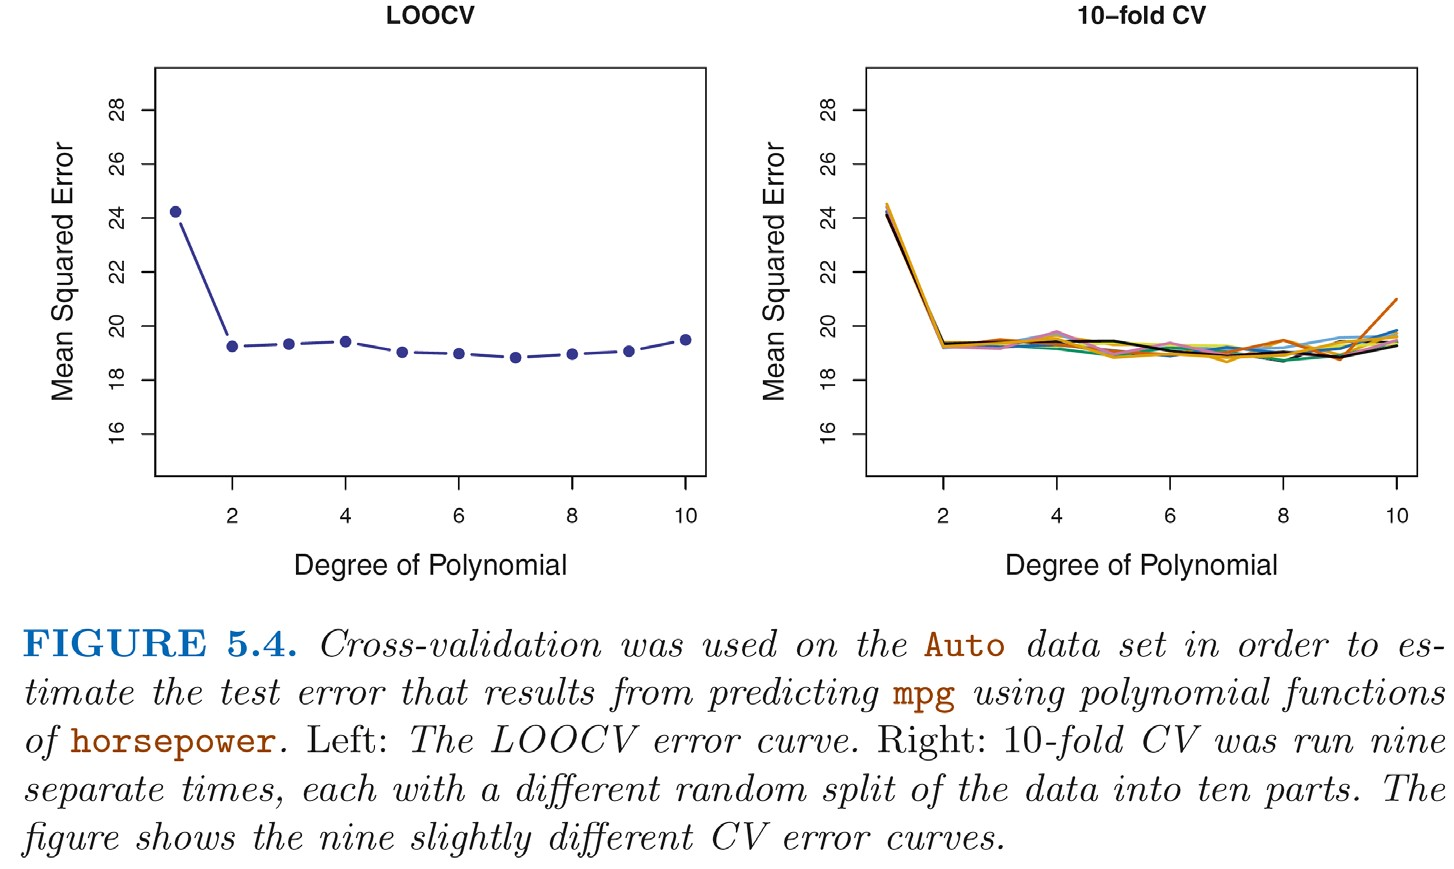 LOOCV
28
26
24
22
20
18
16
Mean Squared Error
2 4 6 8 10
Degree of Polynomial
10−fold CV
28
26
24
22
20
18
16
Mean Squared Error
2 4 6 8 10
Degree of Polynomial
FIGURE 5.4. Cross-validation was used on the Auto data set in order to es-
timate the test error that results from predicting mpg using polynomial functions
of horsepower. Left: The LOOCV error curve. Right: 10-fold CV was run nine
separate times, each with a different random split of the data into ten parts. The
figure shows the nine slightly different CV error curves.